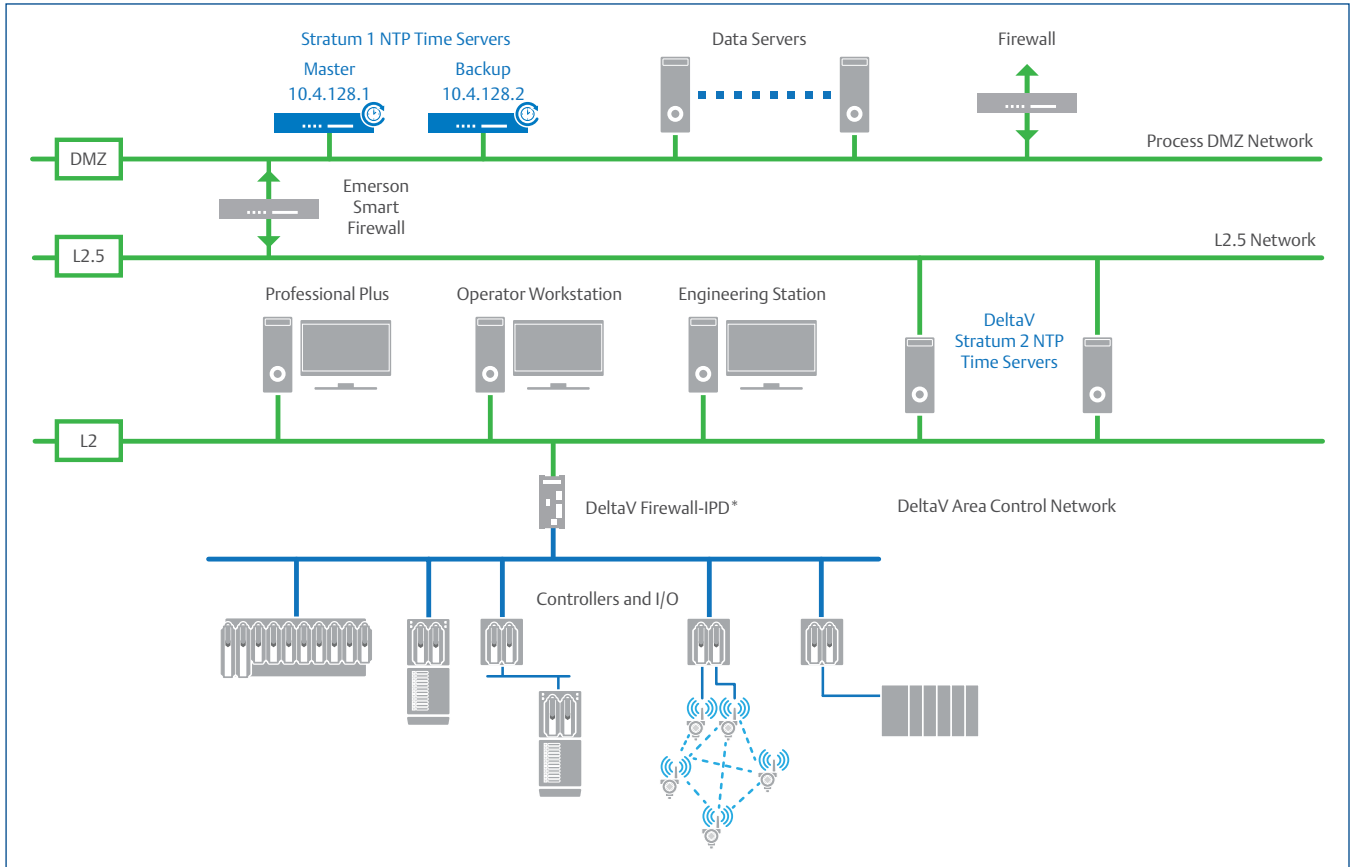 Stratum 1 NTP Time Servers
Master
10.4.128.1
Backup
10.4.128.2
Data Servers
Firewall
DMZ
Process DMZ Network
Emerson
Smart
Firewall
L2.5
L2.5 Network
Professional Plus
Operator Workstation
Engineering Station
DeltaV
Stratum 2 NTP
Time Servers
L2
DeltaV Firewall-IPD*
DeltaV Area Control Network
Controllers and I/O